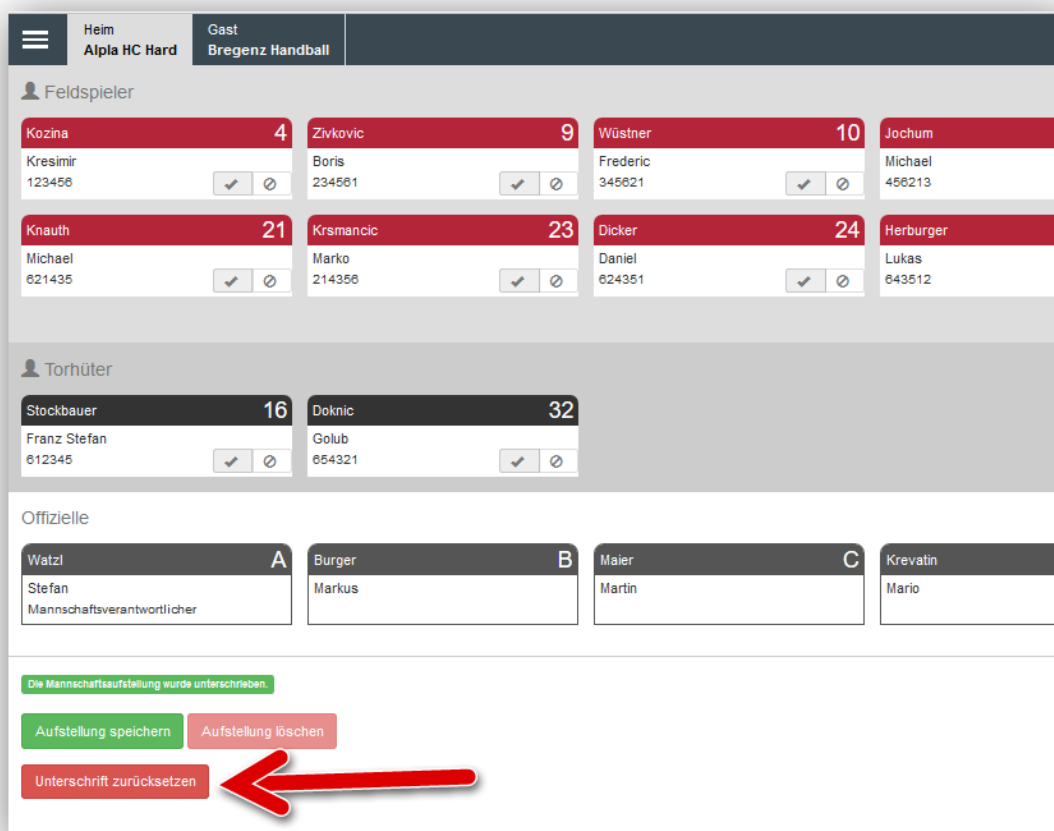 Heim
Alpla HC Hard
Gast
Bregenz Handball
Feldspieler
Kozina 4
Kresimir
123456
Zivkovic 9
Boris
234561
Wüstner 10
Frederic
345621
Jochum
Michael
456213
Knauth 21
Michael
621435
Krsmancic 23
Marko
214356
Dicker 24
Daniel
624351
Herburger
Lukas
643512
Torhüter
Stockbauer 16
Franz Stefan
612345
Doknic 32
Golub
654321
Offizielle
Watzl A
Stefan
Mannschaftsverantwortlicher
Burger B
Markus
Maier C
Martin
Krevatin
Mario
Die Mannschaftsaufstellung wurde unterschrieben.
Aufstellung speichern
Aufstellung löschen
Unterschrift zurücksetzen